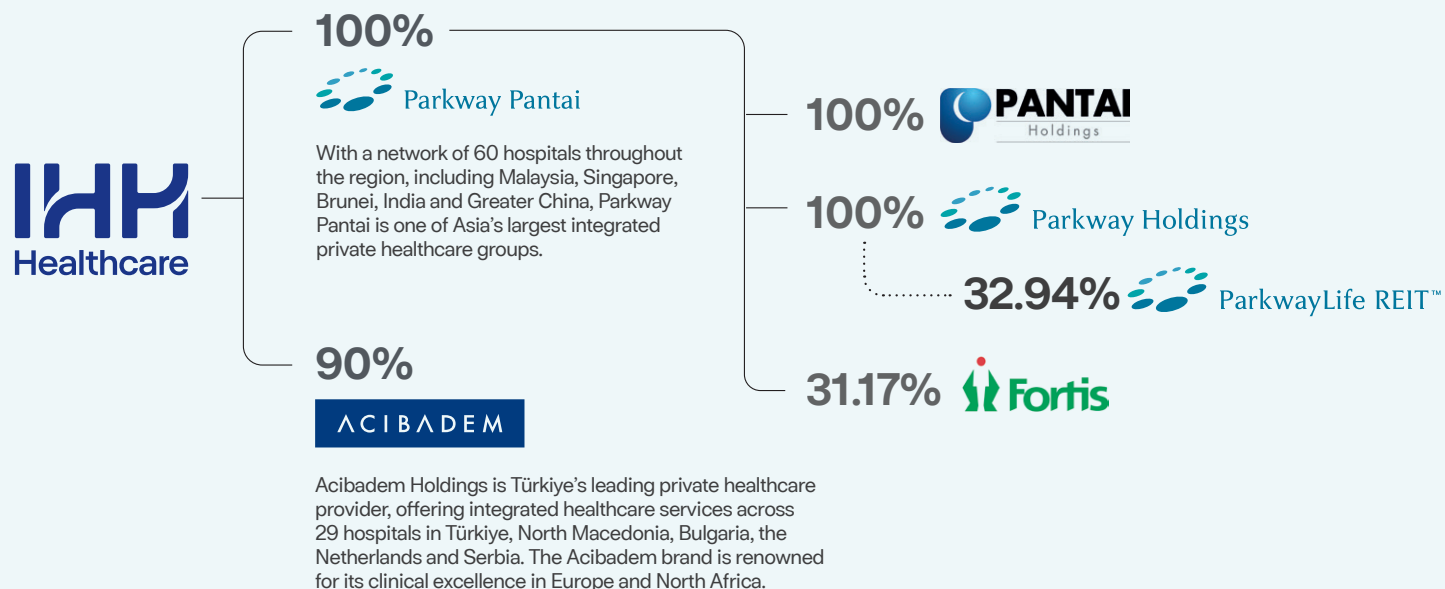 IHH
Healthcare
100%
Parkway Pantai
With a network of 60 hospitals throughout
the region, including Malaysia, Singapore,
Brunei, India and Greater China, Parkway
Pantai is one of Asia’s largest integrated
private healthcare groups.
90%
ACIBADEM
Acibadem Holdings is Türkiye’s leading private healthcare
provider, offering integrated healthcare services across
29 hospitals in Türkiye, North Macedonia, Bulgaria, the
Netherlands and Serbia. The Acibadem brand is renowned
for its clinical excellence in Europe and North Africa.
100% PANTAI
Holdings
100% Parkway Holdings
32.94% ParkwayLife REIT™
31.17% Fortis